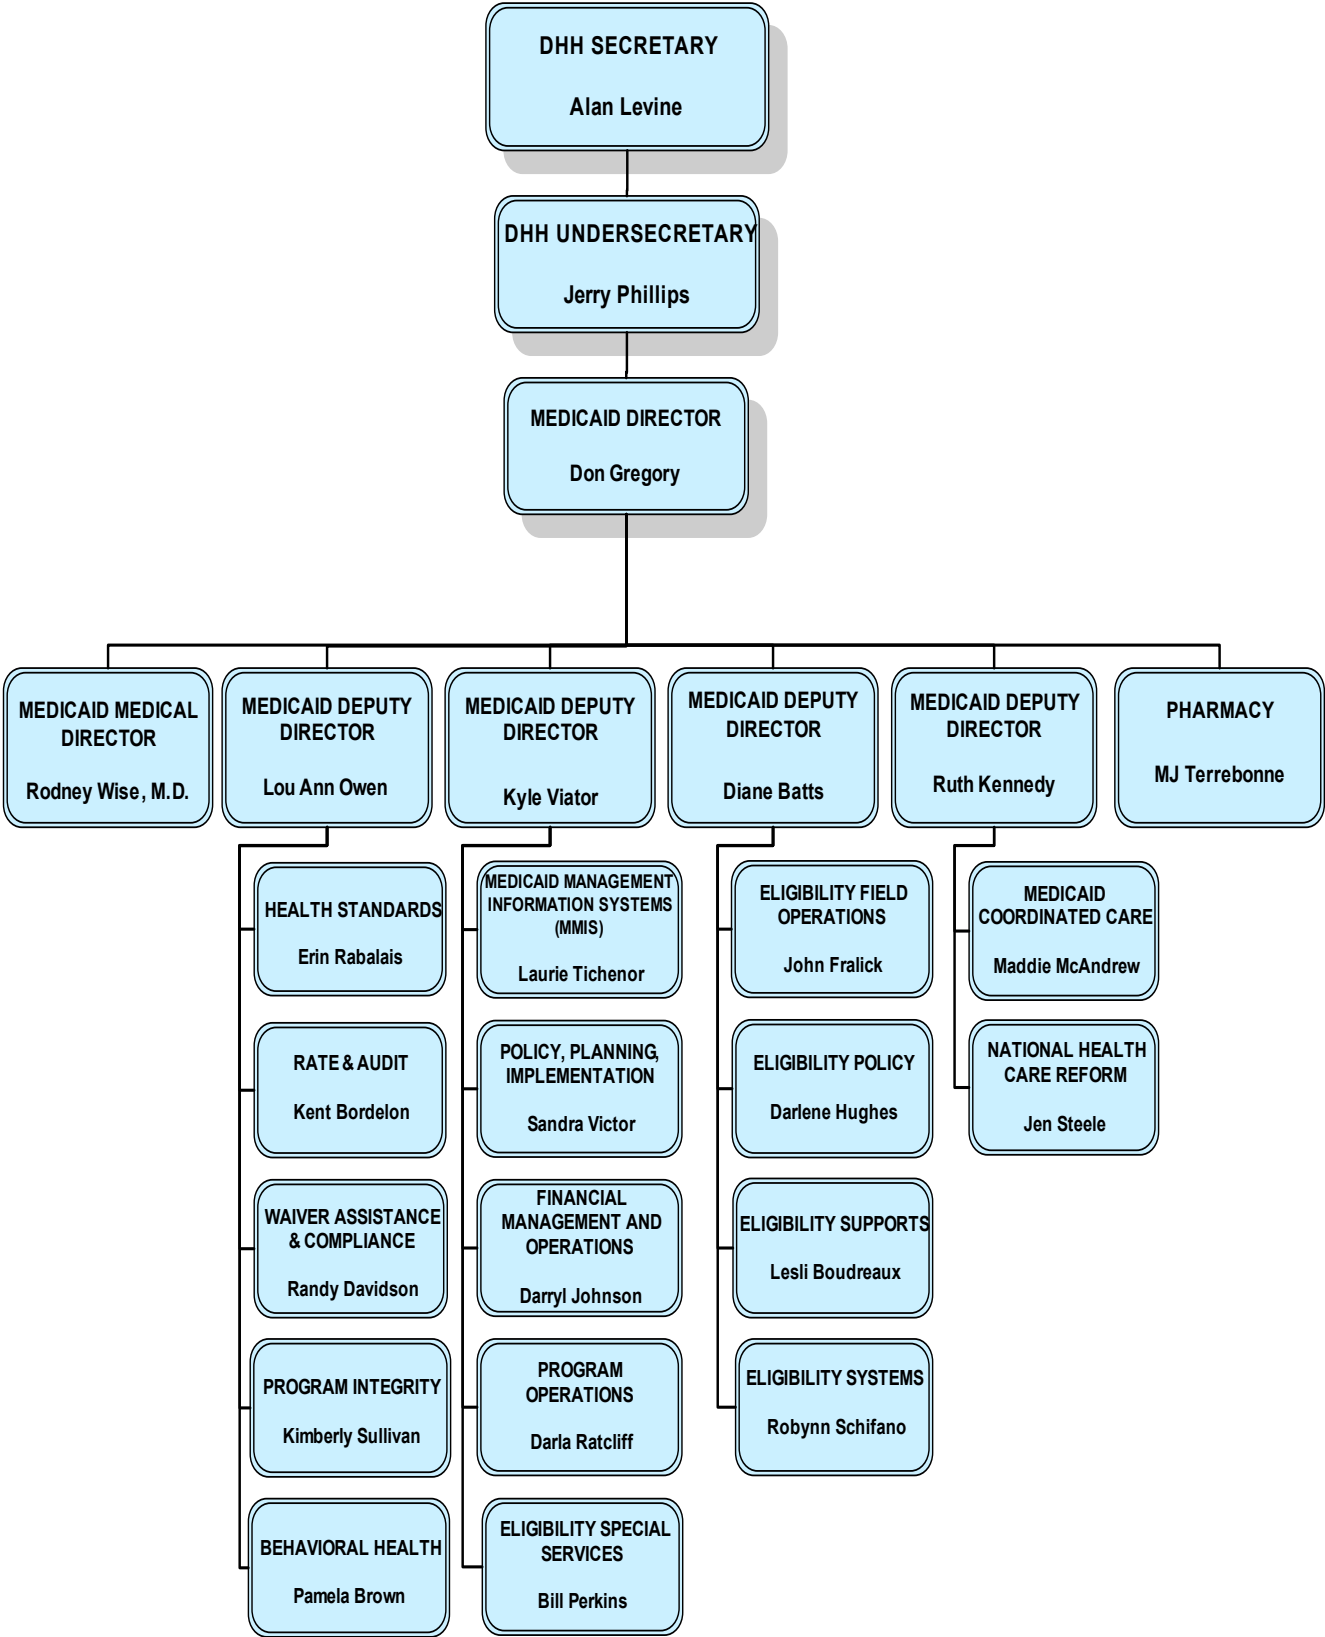 DHH SECRETARY
Alan Levine
DHH UNDERSECRETARY
Jerry Phillips
MEDICAID DIRECTOR
Don Gregory
MEDICAID MEDICAL
DIRECTOR
Rodney Wise, M.D.
MEDICAID DEPUTY
DIRECTOR
Lou Ann Owen
MEDICAID DEPUTY
DIRECTOR
Kyle Viator
MEDICAID DEPUTY
DIRECTOR
Diane Batts
MEDICAID DEPUTY
DIRECTOR
Ruth Kennedy
PHARMACY
MJ Terrebonne
HEALTH STANDARDS
Erin Rabalais
RATE & AUDIT
Kent Bordelon
WAIVER ASSISTANCE
& COMPLIANCE
Randy Davidson
PROGRAM INTEGRITY
Kimberly Sullivan
BEHAVIORAL HEALTH
Pamela Brown
MEDICAID MANAGEMENT
INFORMATION SYSTEMS
(MMIS)
Laurie Tichenor
POLICY, PLANNING,
IMPLEMENTATION
Sandra Victor
FINANCIAL
MANAGEMENT AND
OPERATIONS
Darryl Johnson
PROGRAM
OPERATIONS
Darla Ratcliff
ELIGIBILITY SPECIAL
SERVICES
Bill Perkins
ELIGIBILITY FIELD
OPERATIONS
John Fralick
ELIGIBILITY POLICY
Darlene Hughes
ELIGIBILITY SUPPORTS
Lesli Boudreaux
ELIGIBILITY SYSTEMS
Robynn Schifano
MEDICAID
COORDINATED CARE
Maddie McAndrew
NATIONAL HEALTH
CARE REFORM
Jen Steele